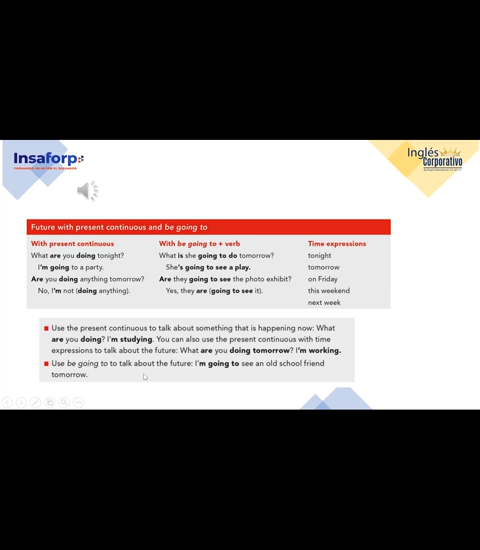 Insaforp
Inglés
Corporativo
Future with present continuous and be going to
With present continuous With be going to + verb Time expressions
What are you doing tonight? What is she going to do tomorrow? tonight
I'm going to a party. She's going to see a play. tomorrow
Are you doing anything tomorrow? Are they going to see the photo exhibit? on Friday
No, I'm not (doing anything). Yes, they are (going to see it). this weekend
next week
Use the present continuous to talk about something that is happening now: What
are you doing? I'm studying. You can also use the present continuous with time
expressions to talk about the future: What are you doing tomorrow? I'm working.
Use be going to to talk about the future: I'm going to see an old school friend
tomorrow.